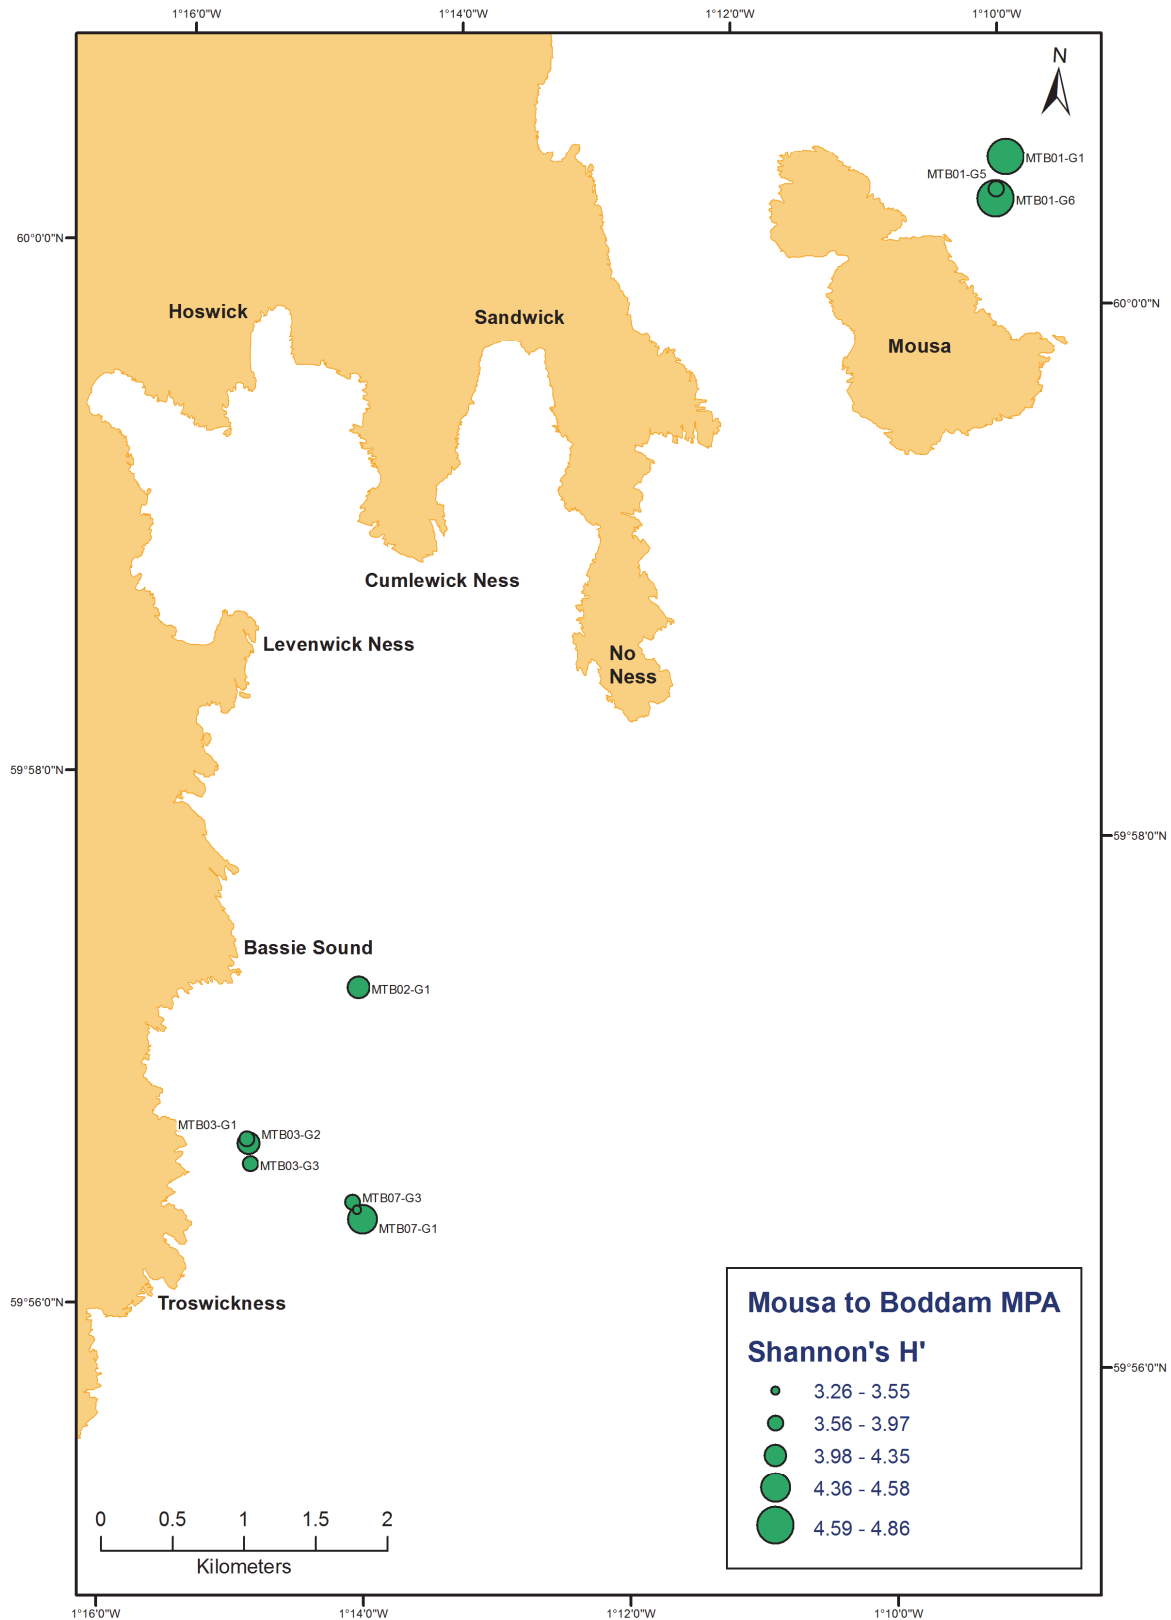 1°16'0"W
1°14'0"W
1°12'0"W
1°10'0"W
N
MTB01-G1
MTB01-G5
MTB01-G6
60°0'0"N
60°0'0"N
Hoswick
Sandwick
Mousa
Cumlewick Ness
Levenwick Ness
No
Ness
59°58'0"N
59°58'0"N
Bassie Sound
MTB02-G1
MTB03-G1
MTB03-G2
MTB03-G3
MTB07-G3
MTB07-G1
59°56'0"N
Troswickness
59°56'0"N
Mousa to Boddam MPA
Shannon's H'
3.26 - 3.55
3.56 - 3.97
3.98 - 4.35
4.36 - 4.58
4.59 - 4.86
0 0.5 1 1.5 2
Kilometers
1°16'0"W
1°14'0"W
1°12'0"W
1°10'0"W